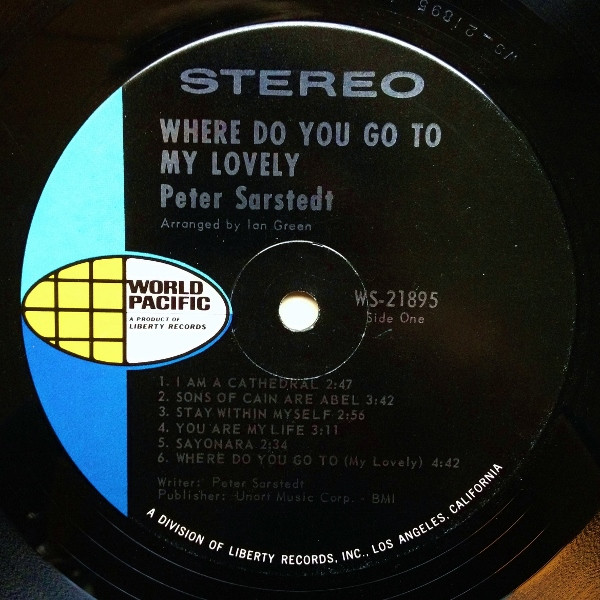 WS-21895
STEREO
WHERE DO YOU GO TO
MY LOVELY
Peter Sarstedt
Arranged by Ian Green
WORLD
PACIFIC
A PRODUCT OF
LIBERTY RECORDS
WS-21895
Side One
1. I AM A CATHEDRAL 2:47
2. SONS OF CAIN ARE ABEL 3:42
3. STAY WITHIN MYSELF 2:56
4. YOU ARE MY LIFE 3:11
5. SAYONARA 2:34
6. WHERE DO YOU GO TO (My Lovely) 4:42
Writer: Peter Sarstedt
Publisher: Unart Music Corp. - BMI
A DIVISION OF LIBERTY RECORDS, INC., LOS ANGELES, CALIFORNIA